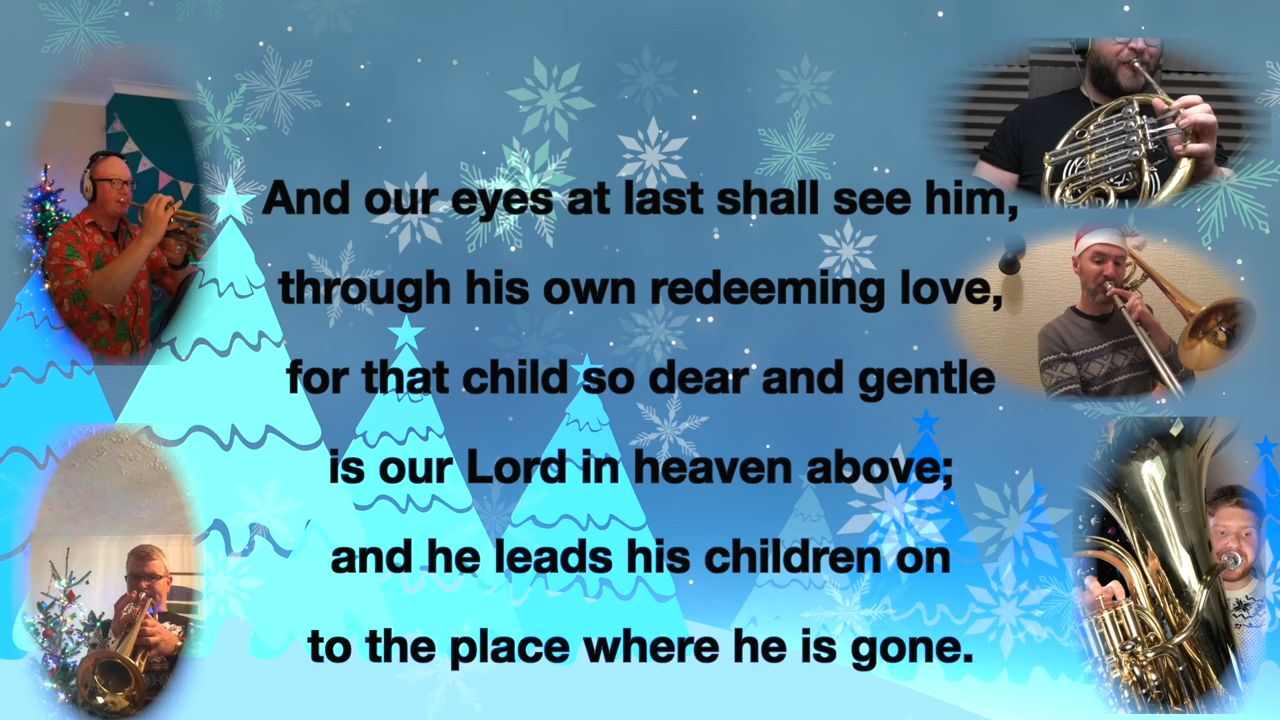 And our eyes at last shall see him,
through his own redeeming love,
for that child so dear and gentle
is our Lord in heaven above;
and he leads his children on
to the place where he is gone.